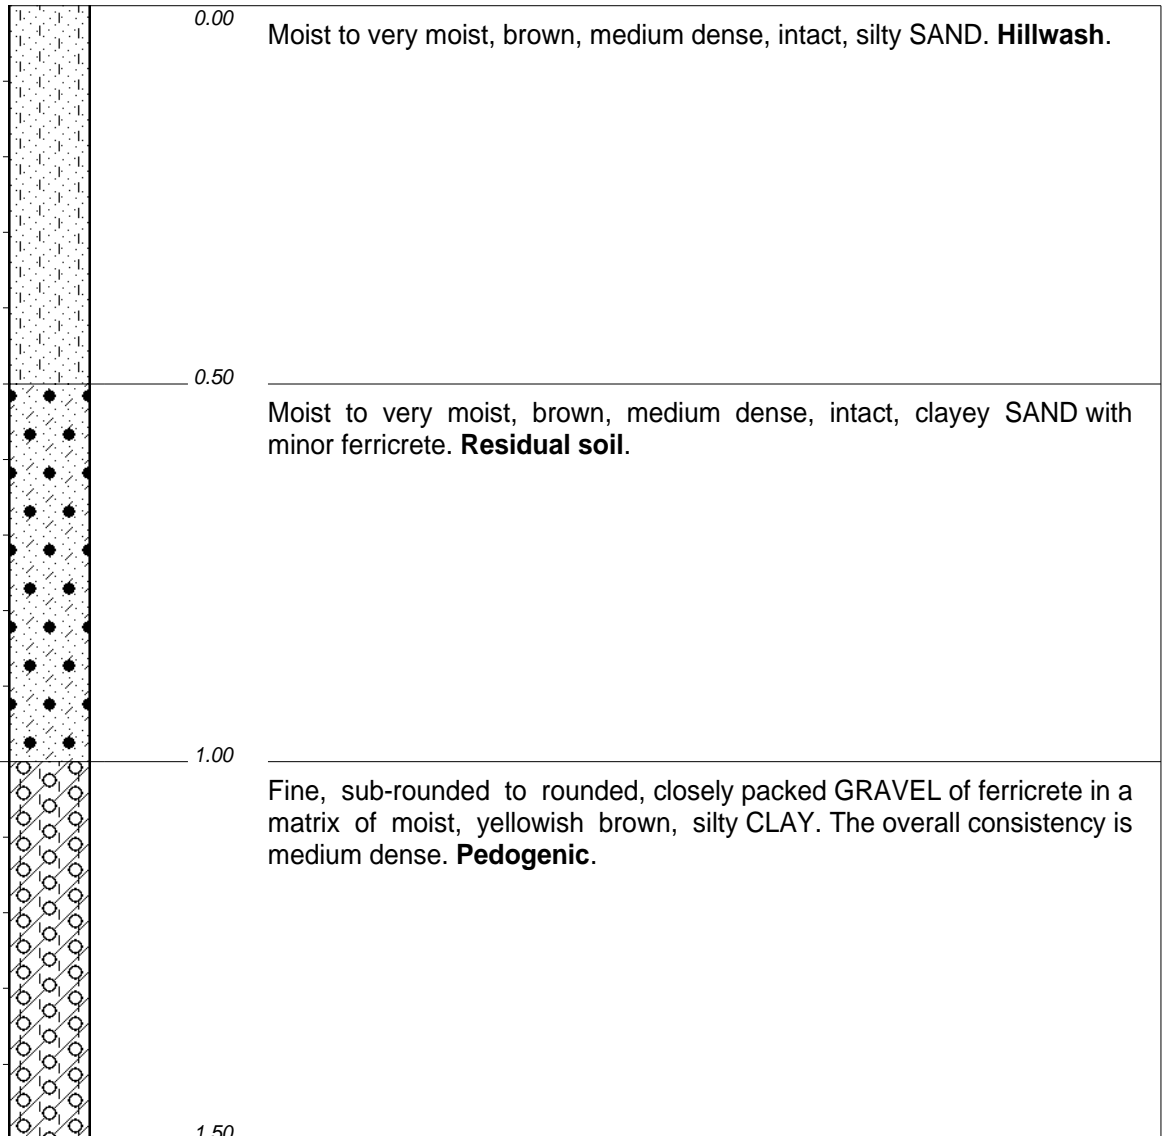 0.00
Moist to very moist, brown, medium dense, intact, silty SAND. Hillwash.
0.50
Moist to very moist, brown, medium dense, intact, clayey SAND with
minor ferricrete. Residual soil.
1.00
Fine, sub-rounded to rounded, closely packed GRAVEL of ferricrete in a
matrix of moist, yellowish brown, silty CLAY. The overall consistency is
medium dense. Pedogenic.
1.50